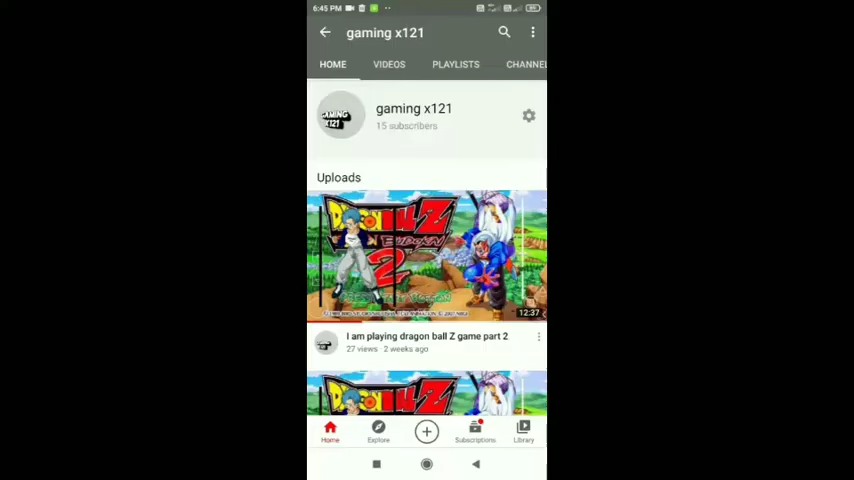 6:45 PM
gaming x121
HOME VIDEOS PLAYLISTS CHANNEL
GAMING
X121
gaming x121
15 subscribers
Uploads
DRAGON BALL Z
BUDOKAI
2
12:37
I am playing dragon ball Z game part 2
27 views · 2 weeks ago
Home Explore Subscriptions Library